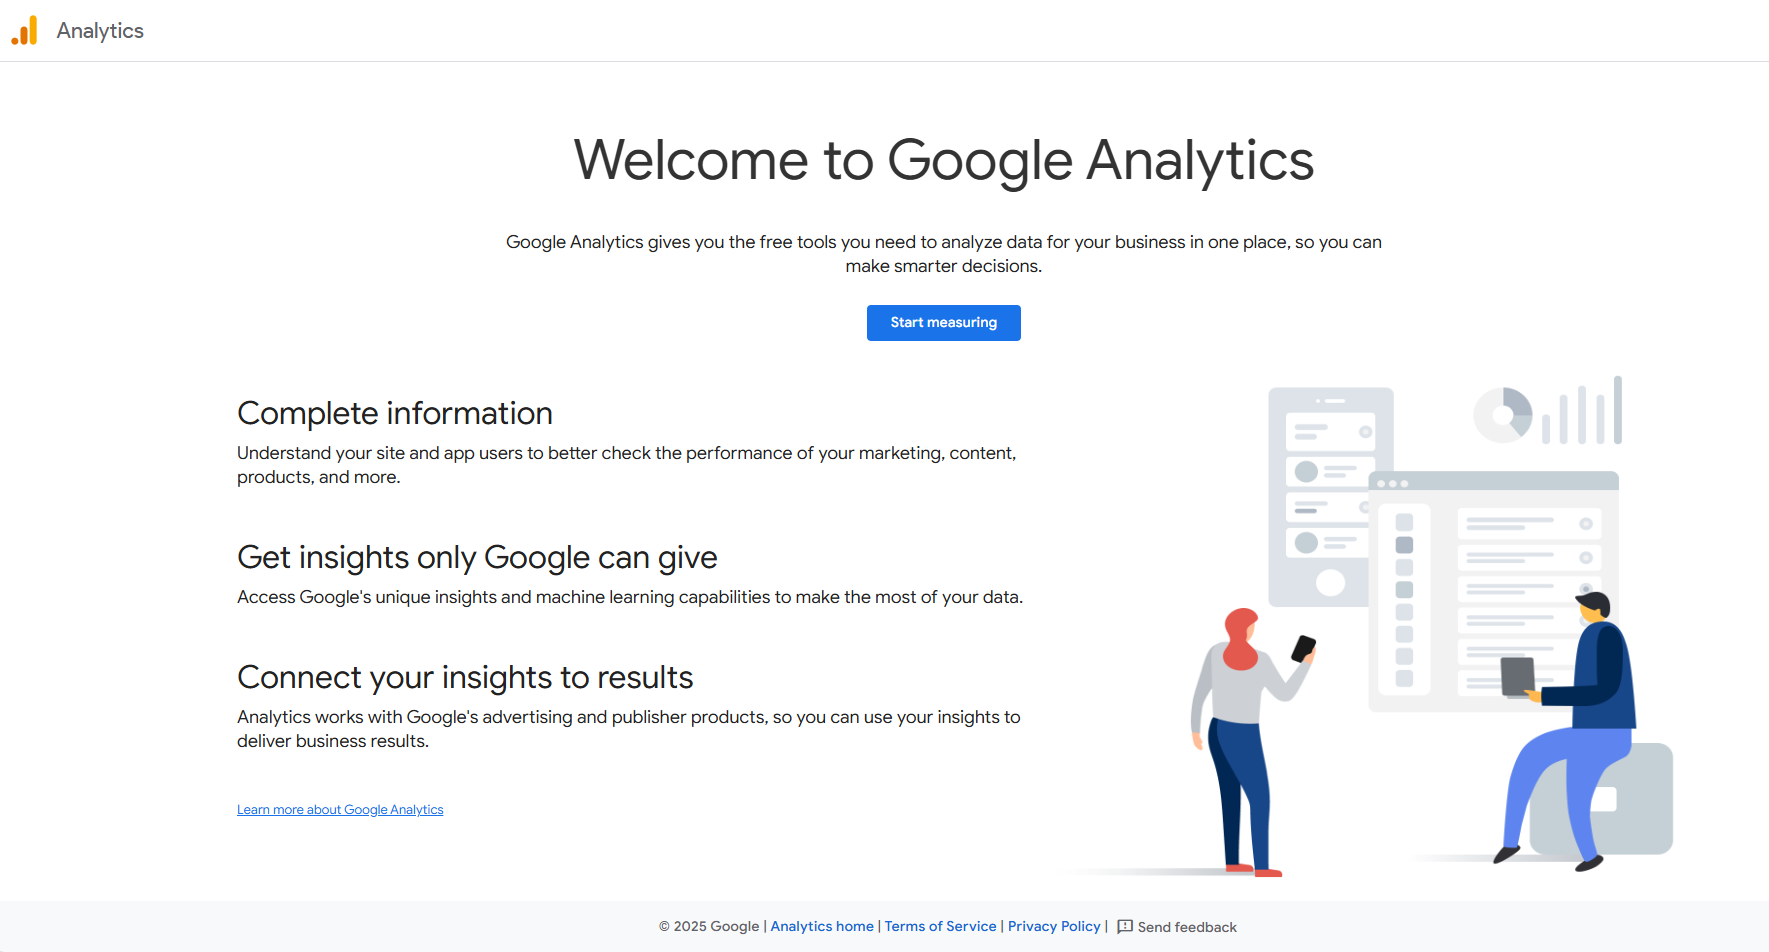 Analytics
Welcome to Google Analytics
Google Analytics gives you the free tools you need to analyze data for your business in one place, so you can
make smarter decisions.
Start measuring
Complete information
Understand your site and app users to better check the performance of your marketing, content,
products, and more.
Get insights only Google can give
Access Google's unique insights and machine learning capabilities to make the most of your data.
Connect your insights to results
Analytics works with Google's advertising and publisher products, so you can use your insights to
deliver business results.
Learn more about Google Analytics
© 2025 Google | Analytics home | Terms of Service | Privacy Policy | Send feedback